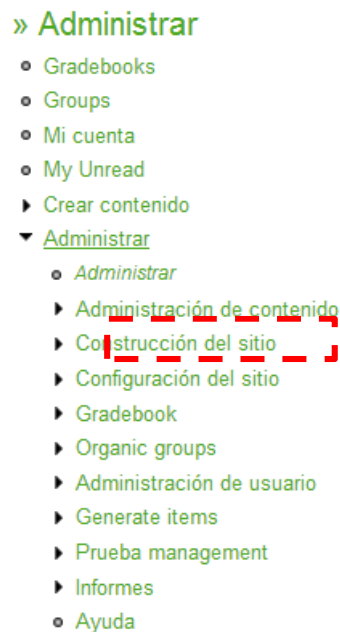 » Administrar
Gradebooks
Groups
Mi cuenta
My Unread
Crear contenido
Administrar
Administrar
Administración de contenido
Construcción del sitio
Configuración del sitio
Gradebook
Organic groups
Administración de usuario
Generate items
Prueba management
Informes
Ayuda